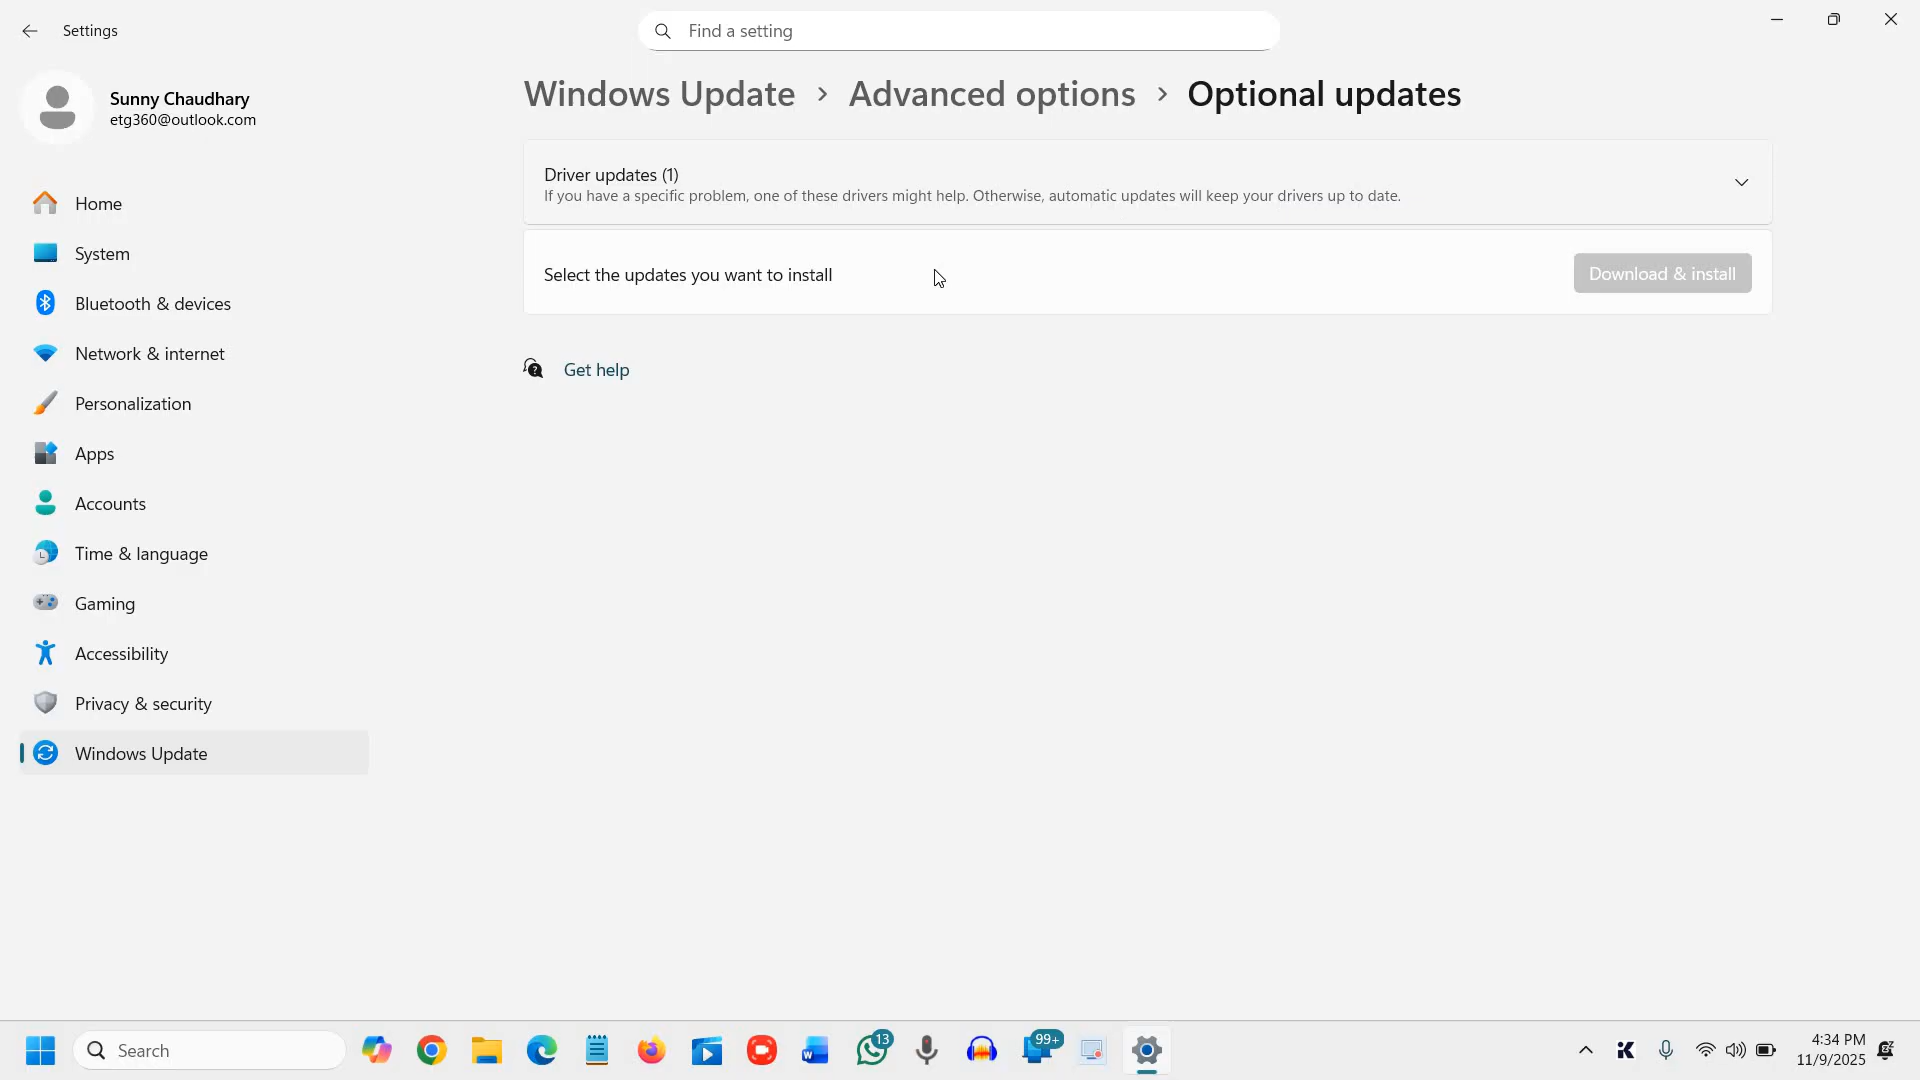 Settings
Find a setting
Sunny Chaudhary
etg360@outlook.com
Windows Update > Advanced options > Optional updates
Driver updates (1)
If you have a specific problem, one of these drivers might help. Otherwise, automatic updates will keep your drivers up to date.
Select the updates you want to install
Download & install
Get help
Home
System
Bluetooth & devices
Network & internet
Personalization
Apps
Accounts
Time & language
Gaming
Accessibility
Privacy & security
Windows Update
Search
13
99+
4:34 PM
11/9/2025